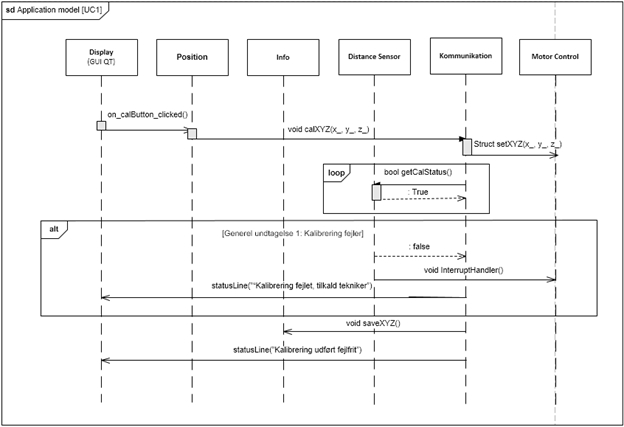 sd Application model [UC1]
Display
(GUI QT)
Position
Info
Distance Sensor
Kommunikation
Motor Control
on_calButton_clicked()
void calXYZ(x_, y_, z_)
Struct setXYZ(x_, y_, z_)
loop
bool getCalStatus()
: True
alt
[Generel undtagelse 1: Kalibrering fejler]
: false
void InterruptHandler()
statusLine("“Kalibrering fejlet, tilkald tekniker")
void saveXYZ()
statusLine("Kalibrering udført fejlfrit")